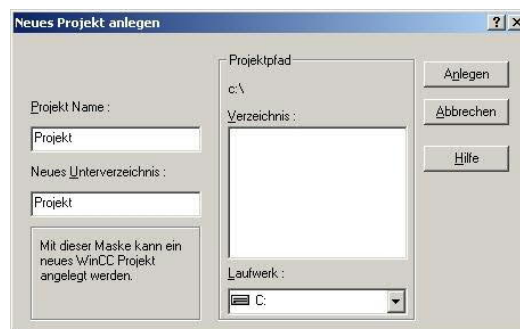 Neues Projekt anlegen
Projekt Name :
Projekt
Neues Unterverzeichnis :
Projekt
Mit dieser Maske kann ein
neues WinCC Projekt
angelegt werden.
Projektpfad
c:\
Verzeichnis :
Laufwerk :
C:
Anlegen
Abbrechen
Hilfe